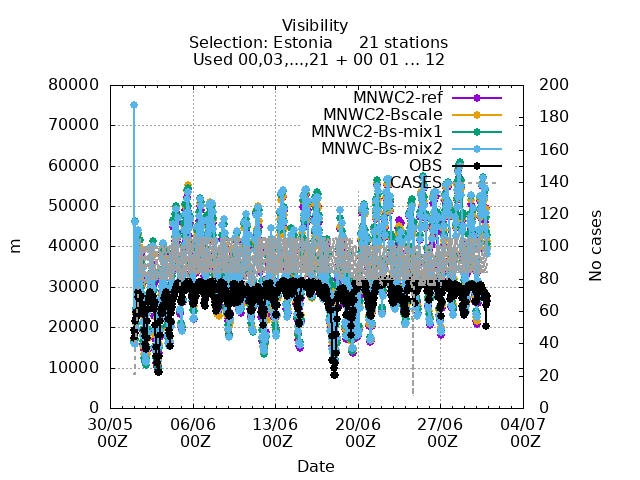 Visibility
Selection: Estonia     21 stations
Used 00,03,...,21 + 00 01 ... 12
80000
70000
60000
50000
40000
30000
20000
10000
0
m
200
180
160
140
120
100
80
60
40
20
0
No cases
MNWC2-ref
MNWC2-Bscale
MNWC2-Bs-mix1
MNWC-Bs-mix2
OBS
CASES
30/05 06/06 13/06 20/06 27/06 04/07
00Z 00Z 00Z 00Z 00Z 00Z
Date